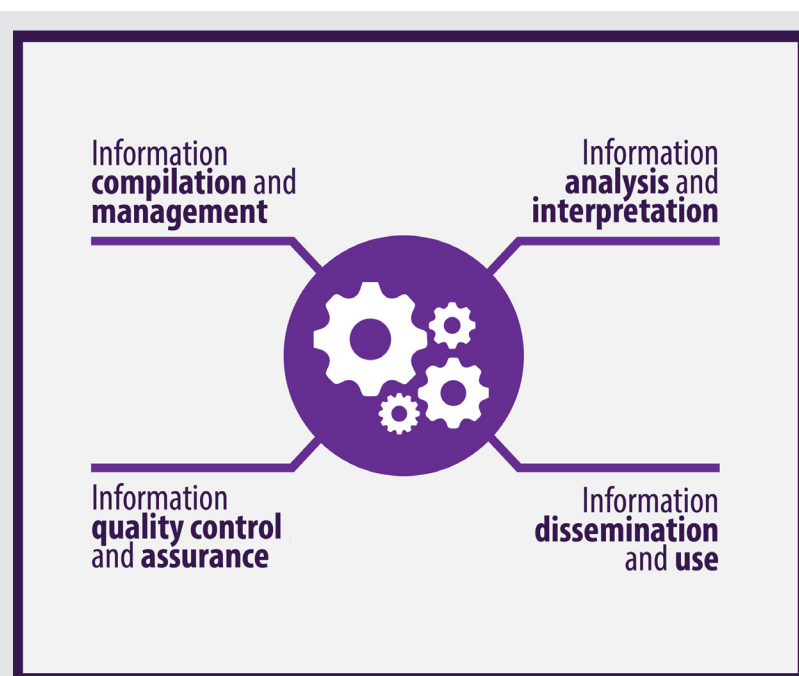 Information
compilation and
management
Information
analysis and
interpretation
Information
quality control
and assurance
Information
dissemination
and use